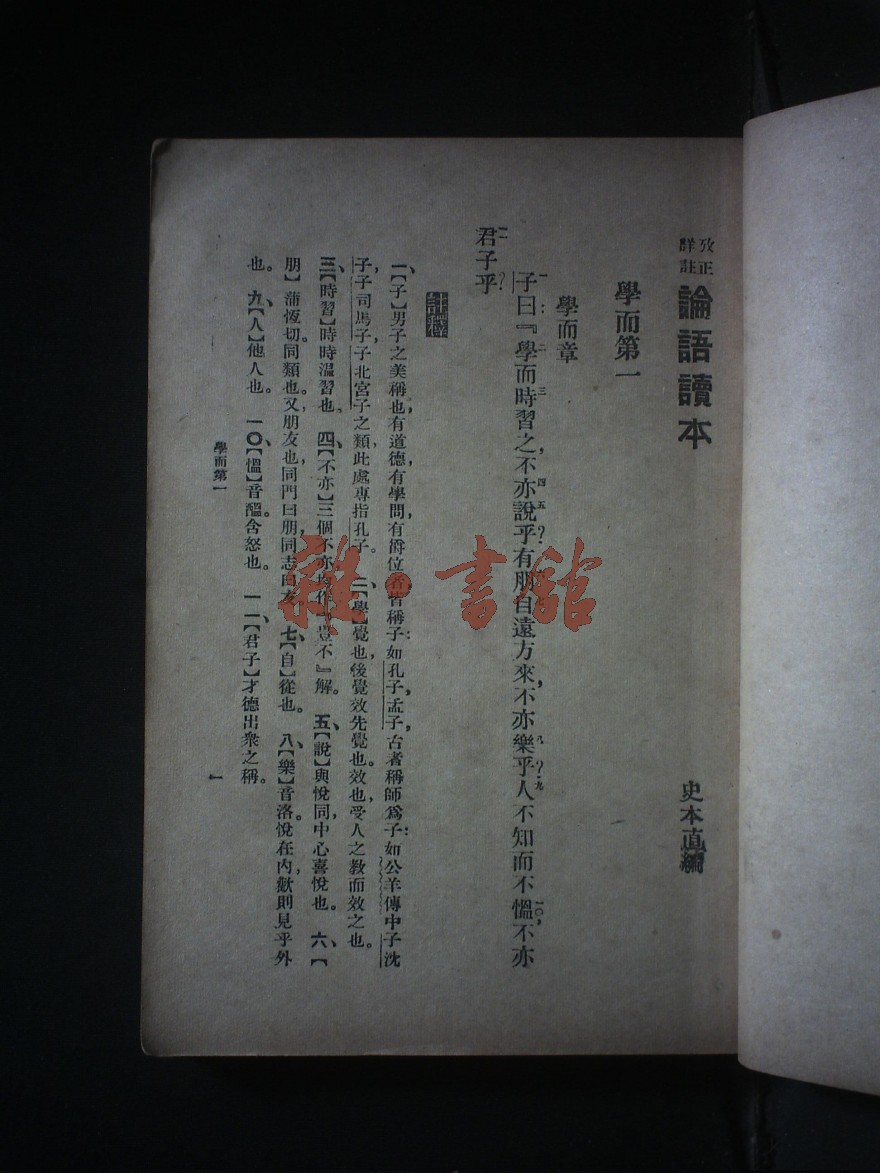 攷正
詳註
論語讀本
史本直編
學而第一
學而章
子曰：『學而時習之，不亦說乎？有朋自遠方來，不亦樂乎？人不知而不慍，不亦
君子乎？
註釋
一、【子】男子之美稱也，有道德有學問，有爵位者皆稱子：如孔子，孟子，古者稱師爲子：如公羊傳中子沈
子，子司馬子，子北宮子之類，此處專指孔子。　二、【學】覺也，後覺效先覺也。效也，受人之敎而效之也。
三、【時習】時時溫習也。　四、【不亦】三個不亦均作『豈不』解。　五、【說】與悅同，中心喜悅也。　六、【
朋】蒲恆切。同類也。又朋友也，同門曰朋，同志曰友。　七、【自】從也。　八、【樂】音洛。悅在內，歡則見乎外
也。　九、【人】他人也。　一〇、【慍】音醞。含怒也。　一一、【君子】才德出衆之稱。
學而第一
一
雜·書館